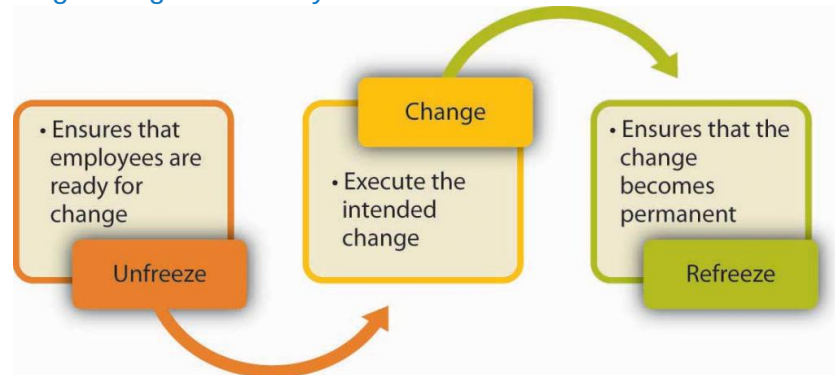 • Ensures that
employees are
ready for
change
Unfreeze
Change
• Execute the
intended
change
• Ensures that the
change
becomes
permanent
Refreeze